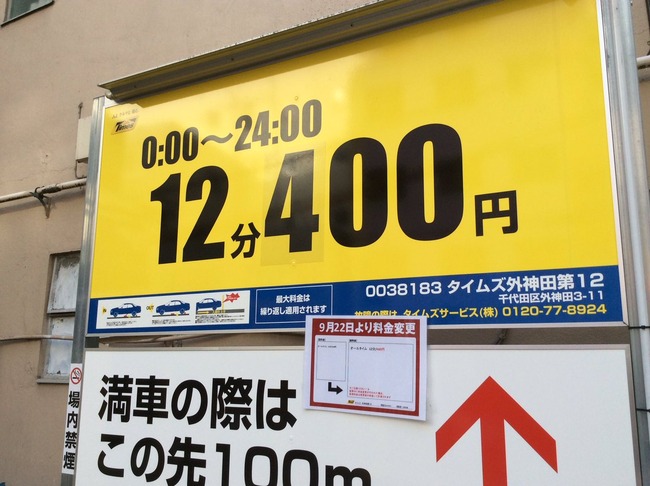 Times
0:00～24:00
12分400円
最大料金は
繰り返し適用されます
0038183 タイムズ外神田第12
千代田区外神田3-11
故障の際は タイムズサービス(株) 0120-77-8924
9月22日より料金変更
満車の際は
この先100m
場内禁煙